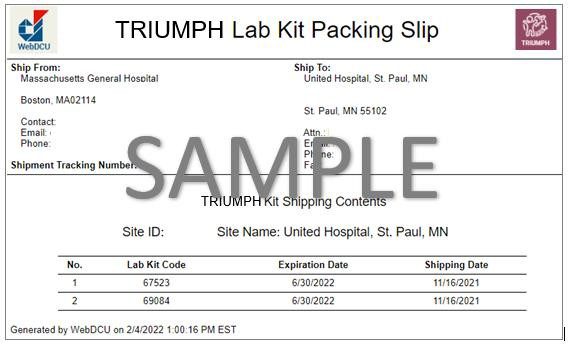 WebDCU
TRIUMPH Lab Kit Packing Slip
TRIUMPH
Ship From:
Massachusetts General Hospital
Boston, MA02114
Contact:
Email:
Phone:
Shipment Tracking Number:
Ship To:
United Hospital, St. Paul, MN
St. Paul, MN 55102
Attn.:
Email:
Phone:
SAMPLE
TRIUMPH Kit Shipping Contents
Site ID: Site Name: United Hospital, St. Paul, MN
No. Lab Kit Code Expiration Date Shipping Date
1 67523 6/30/2022 11/16/2021
2 69084 6/30/2022 11/16/2021
Generated by WebDCU on 2/4/2022 1:00:16 PM EST